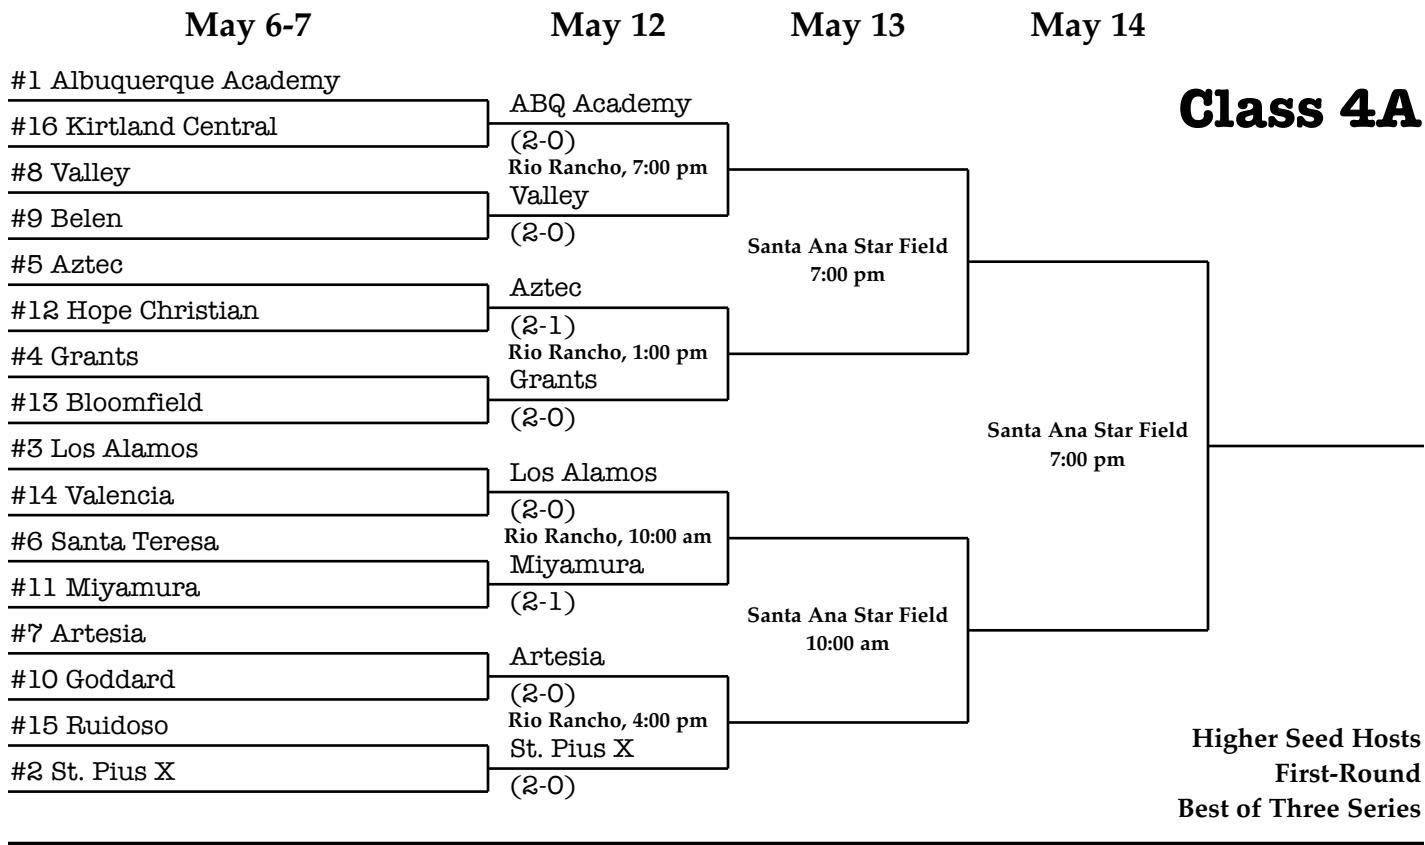 May 6-7
May 12
May 13
May 14
Class 4A
#1 Albuquerque Academy
#16 Kirtland Central
#8 Valley
#9 Belen
#5 Aztec
#12 Hope Christian
#4 Grants
#13 Bloomfield
#3 Los Alamos
#14 Valencia
#6 Santa Teresa
#11 Miyamura
#7 Artesia
#10 Goddard
#15 Ruidoso
#2 St. Pius X
ABQ Academy
(2-0)
Rio Rancho, 7:00 pm
Valley
(2-0)
Aztec
(2-1)
Rio Rancho, 1:00 pm
Grants
(2-0)
Los Alamos
(2-0)
Rio Rancho, 10:00 am
Miyamura
(2-1)
Artesia
(2-0)
Rio Rancho, 4:00 pm
St. Pius X
(2-0)
Santa Ana Star Field
7:00 pm
Santa Ana Star Field
10:00 am
Santa Ana Star Field
7:00 pm
Higher Seed Hosts
First-Round
Best of Three Series